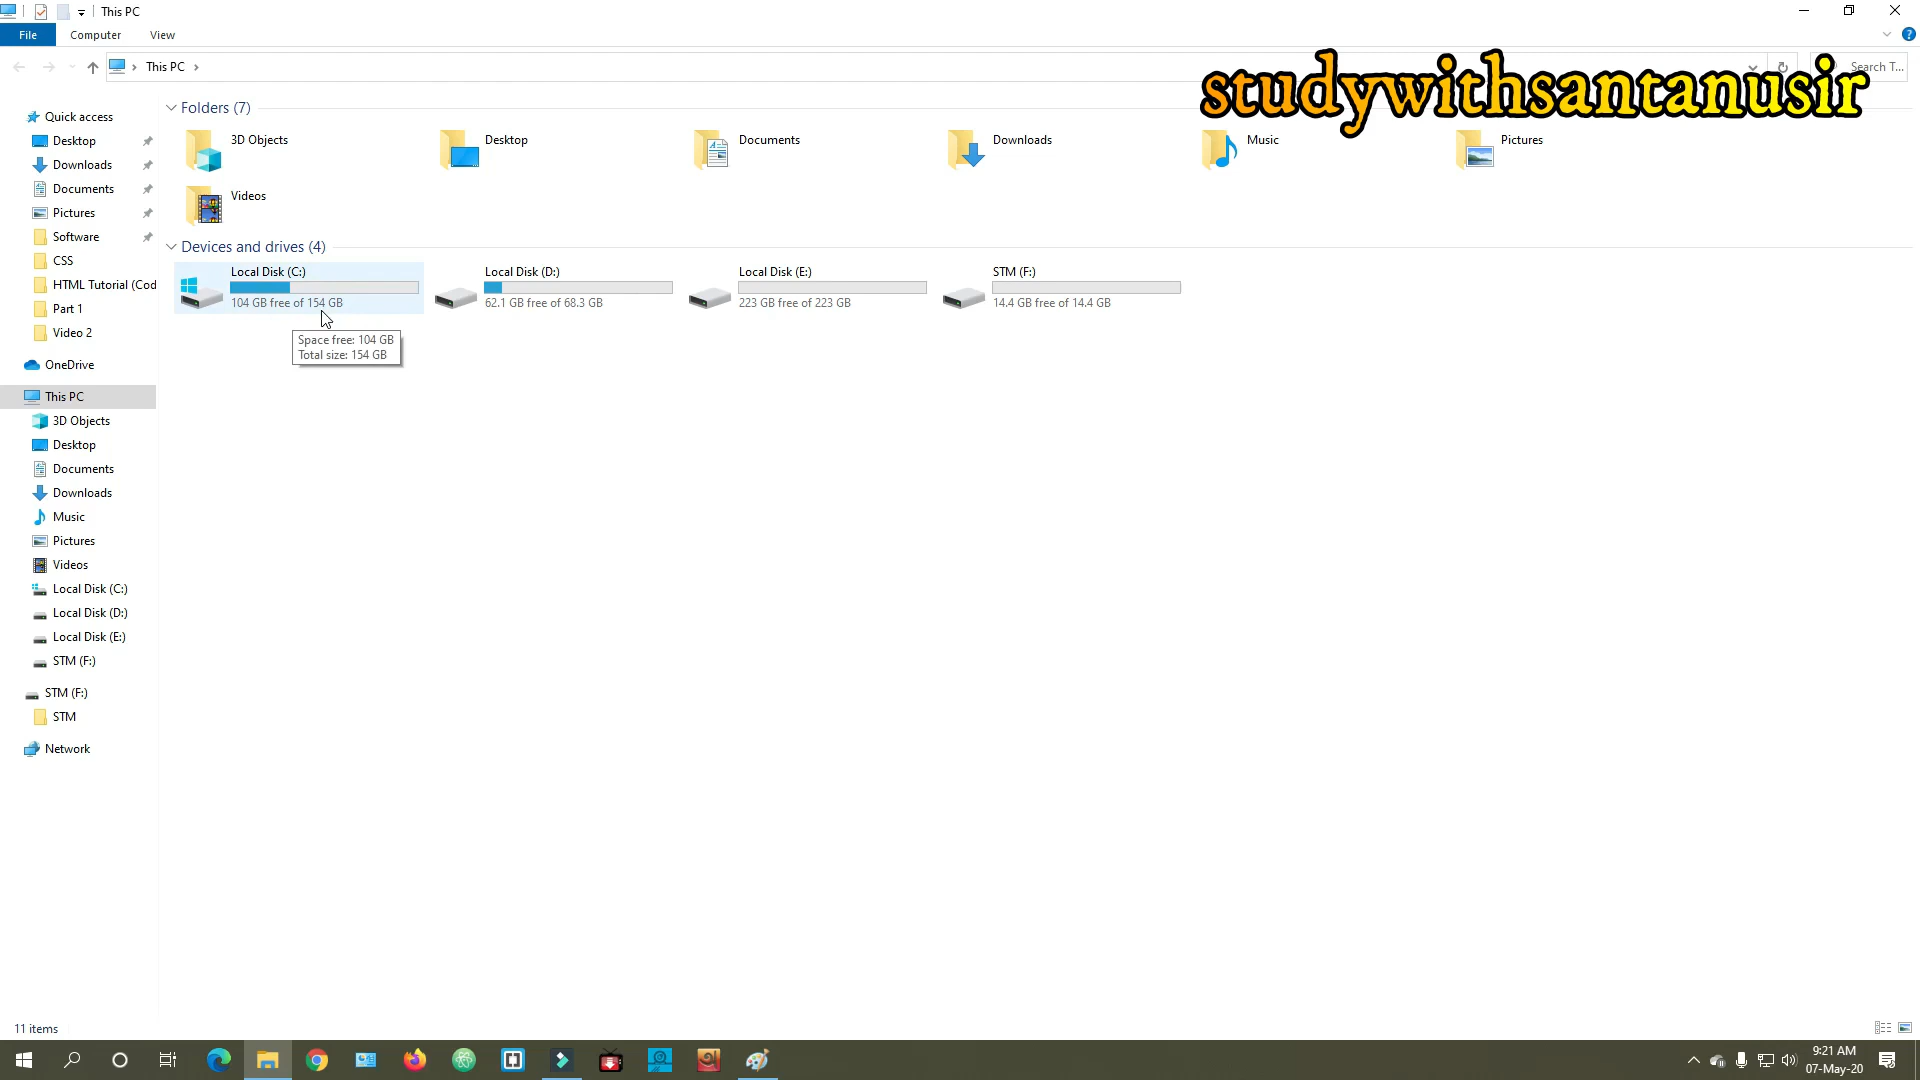 This PC
File
Computer
View
This PC
Search T...
studywithsantanusir
Quick access
Desktop
Downloads
Documents
Pictures
Software
CSS
HTML Tutorial (Cod
Part 1
Video 2
OneDrive
This PC
3D Objects
Desktop
Documents
Downloads
Music
Pictures
Videos
Local Disk (C:)
Local Disk (D:)
Local Disk (E:)
STM (F:)
STM (F:)
STM
Network
Folders (7)
3D Objects
Desktop
Documents
Downloads
Music
Pictures
Videos
Devices and drives (4)
Local Disk (C:)
104 GB free of 154 GB
Local Disk (D:)
62.1 GB free of 68.3 GB
Local Disk (E:)
223 GB free of 223 GB
STM (F:)
14.4 GB free of 14.4 GB
Space free: 104 GB
Total size: 154 GB
11 items
9:21 AM
07-May-20